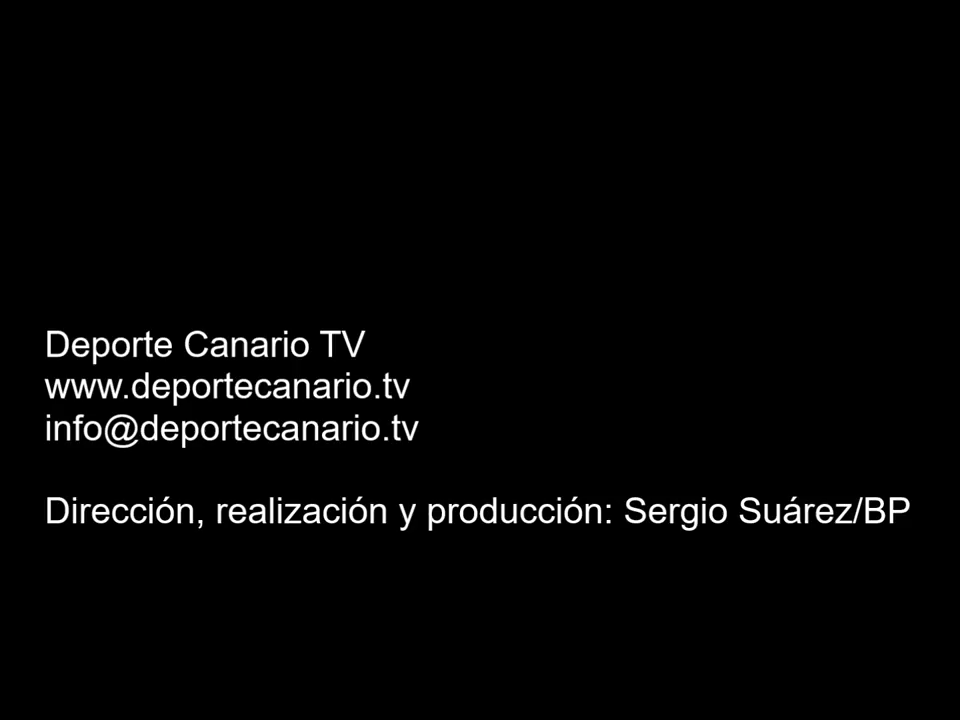 Deporte Canario TV
www.deportecanario.tv
info@deportecanario.tv
Dirección, realización y producción: Sergio Suárez/BP